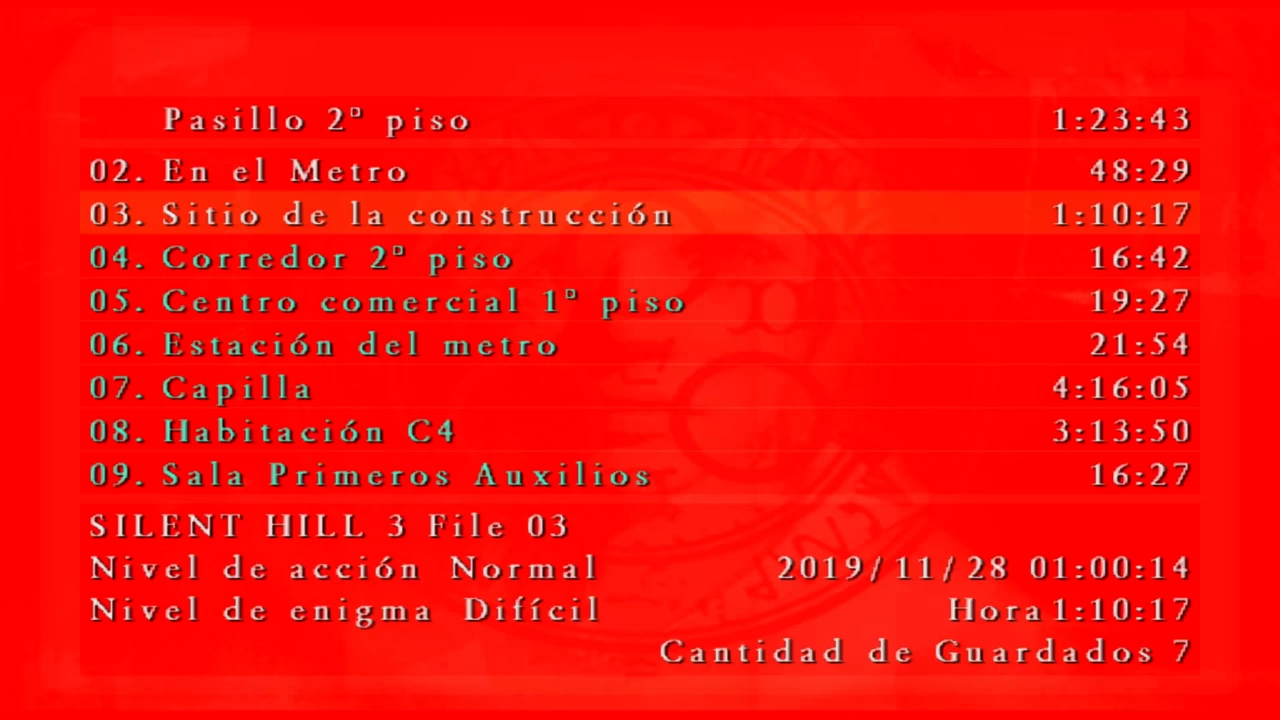 Pasillo 2º piso 1:23:43
02. En el Metro 48:29
03. Sitio de la construcción 1:10:17
04. Corredor 2º piso 16:42
05. Centro comercial 1º piso 19:27
06. Estación del metro 21:54
07. Capilla 4:16:05
08. Habitación C4 3:13:50
09. Sala Primeros Auxilios 16:27
SILENT HILL 3 File 03
Nivel de acción Normal 2019/11/28 01:00:14
Nivel de enigma Difícil Hora 1:10:17
Cantidad de Guardados 7